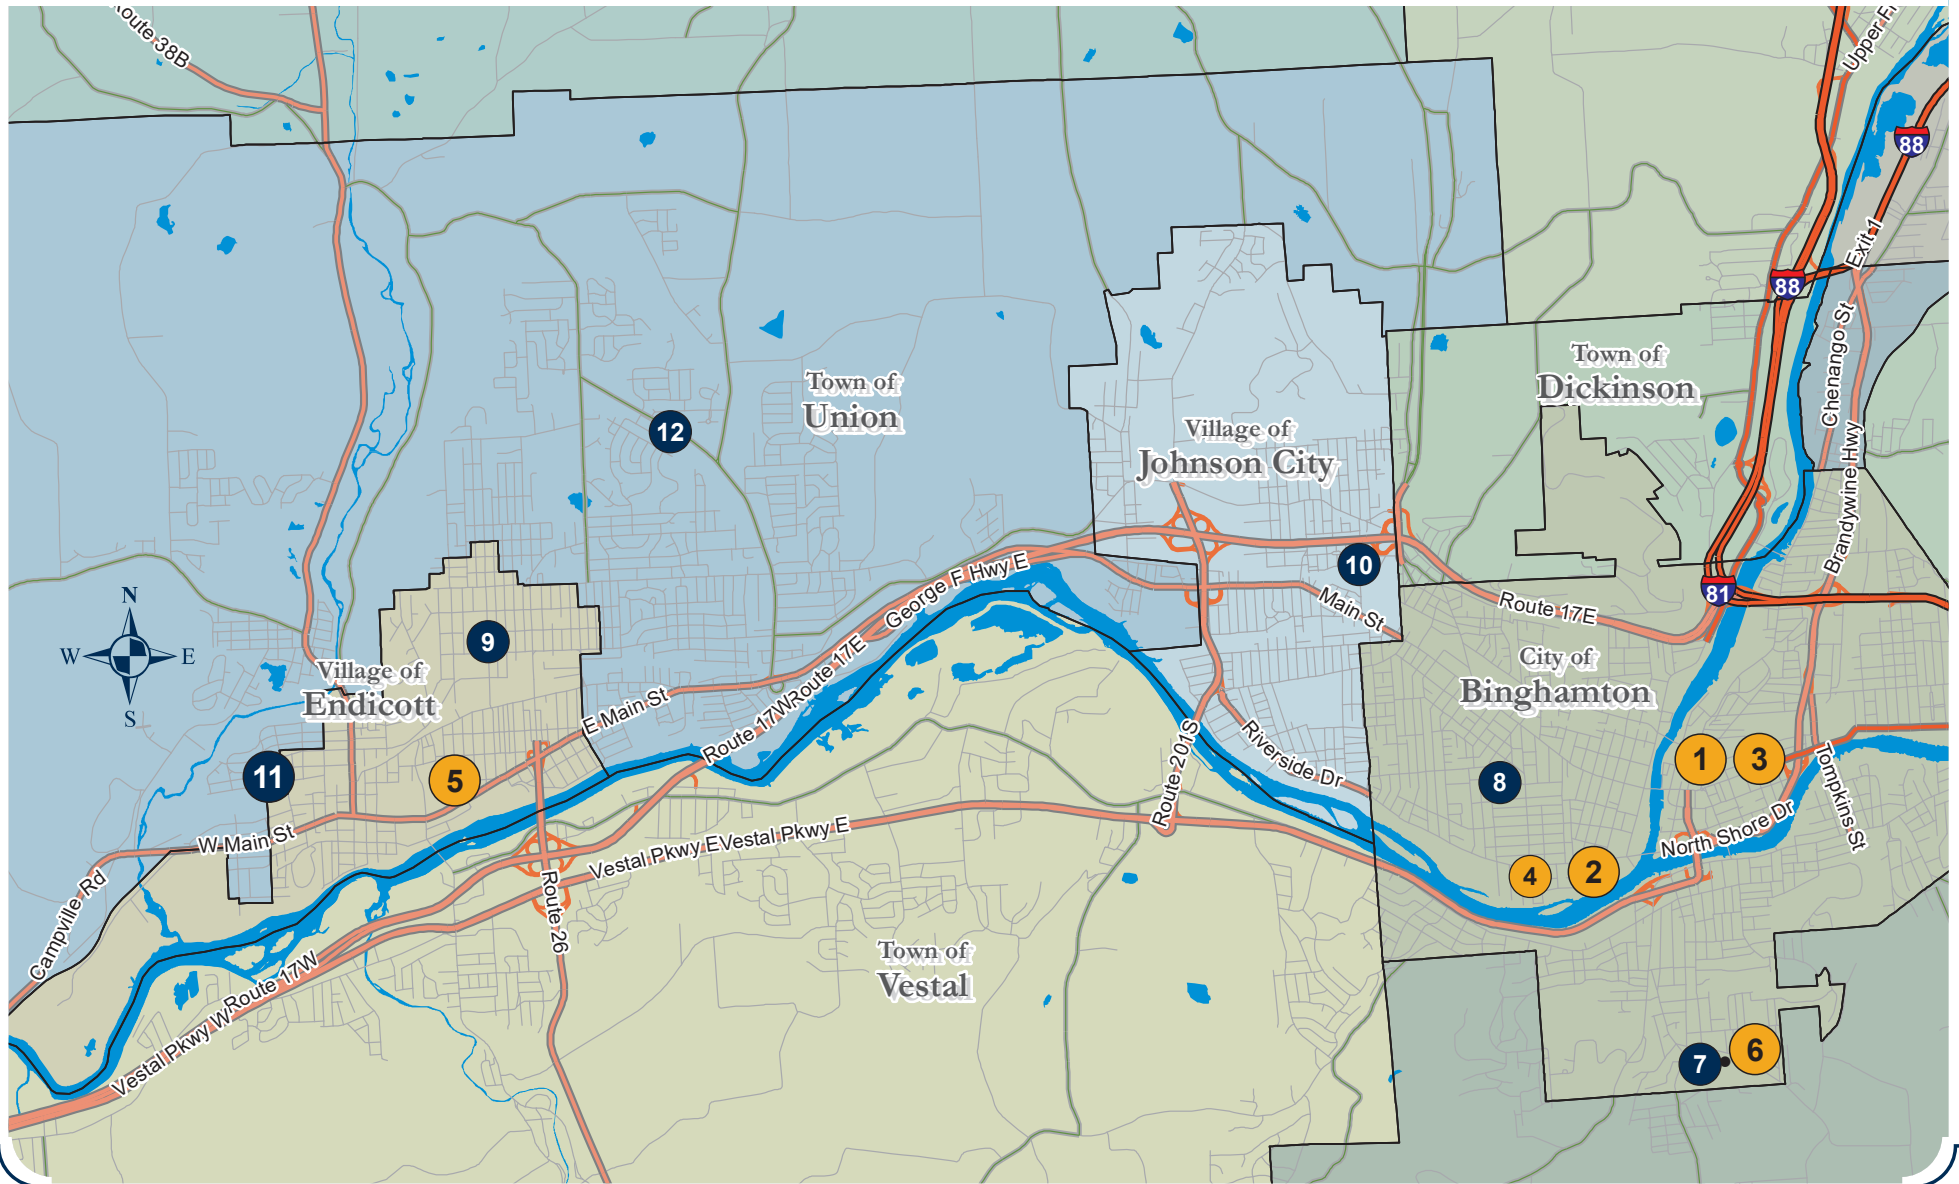 Route 38B
Upper Fr
88
Exit 1
88
Chenango St
Town of
Dickinson
Town of
Union
12
Village of
Johnson City
Brandywine Hwy
George F Hwy E
10
Main St
Route 17E
81
N
W
E
S
9
Village of
Endicott
Route 17E
Route 17W
E Main St
City of
Binghamton
Route 201S
Riverside Dr
1
3
Tompkins St
8
11
5
W Main St
Vestal Pkwy E
Vestal Pkwy E
North Shore Dr
4
2
Campville Rd
Route 26
Town of
Vestal
Route 17W
Vestal Pkwy W
7
6